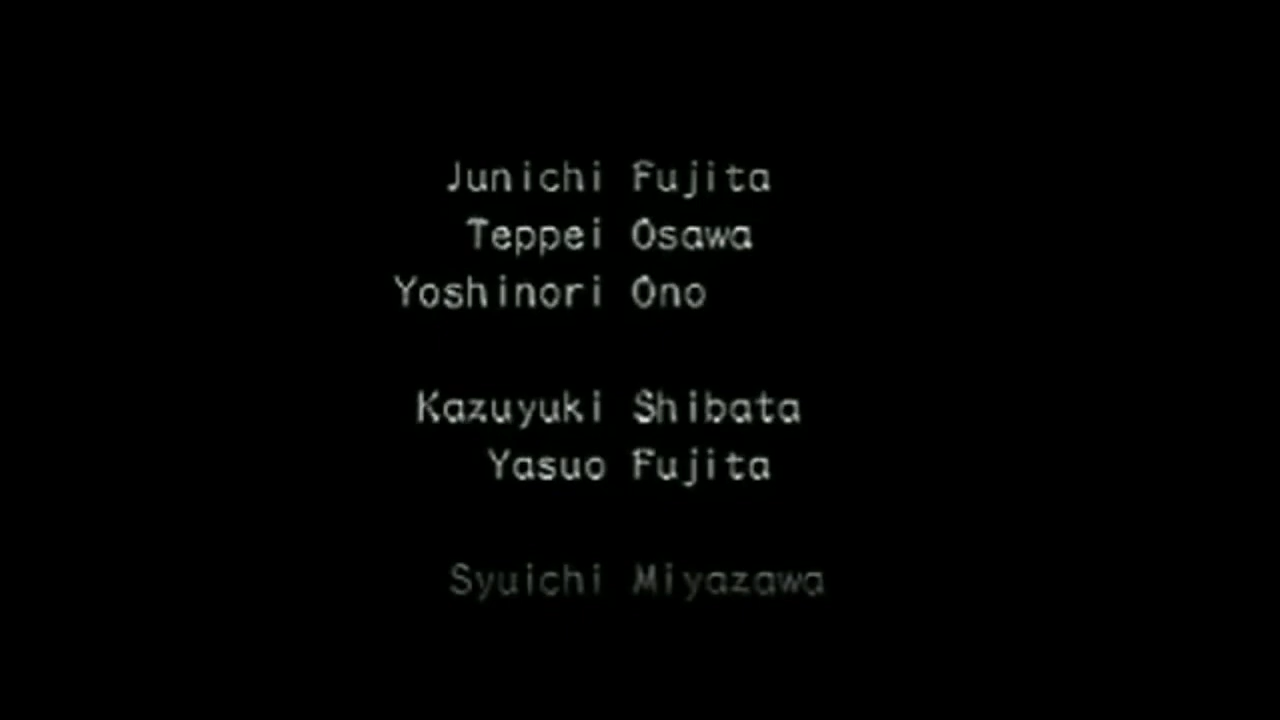 Junichi Fujita
Teppei Osawa
Yoshinori Ono
Kazuyuki Shibata
Yasuo Fujita
Syuichi Miyazawa